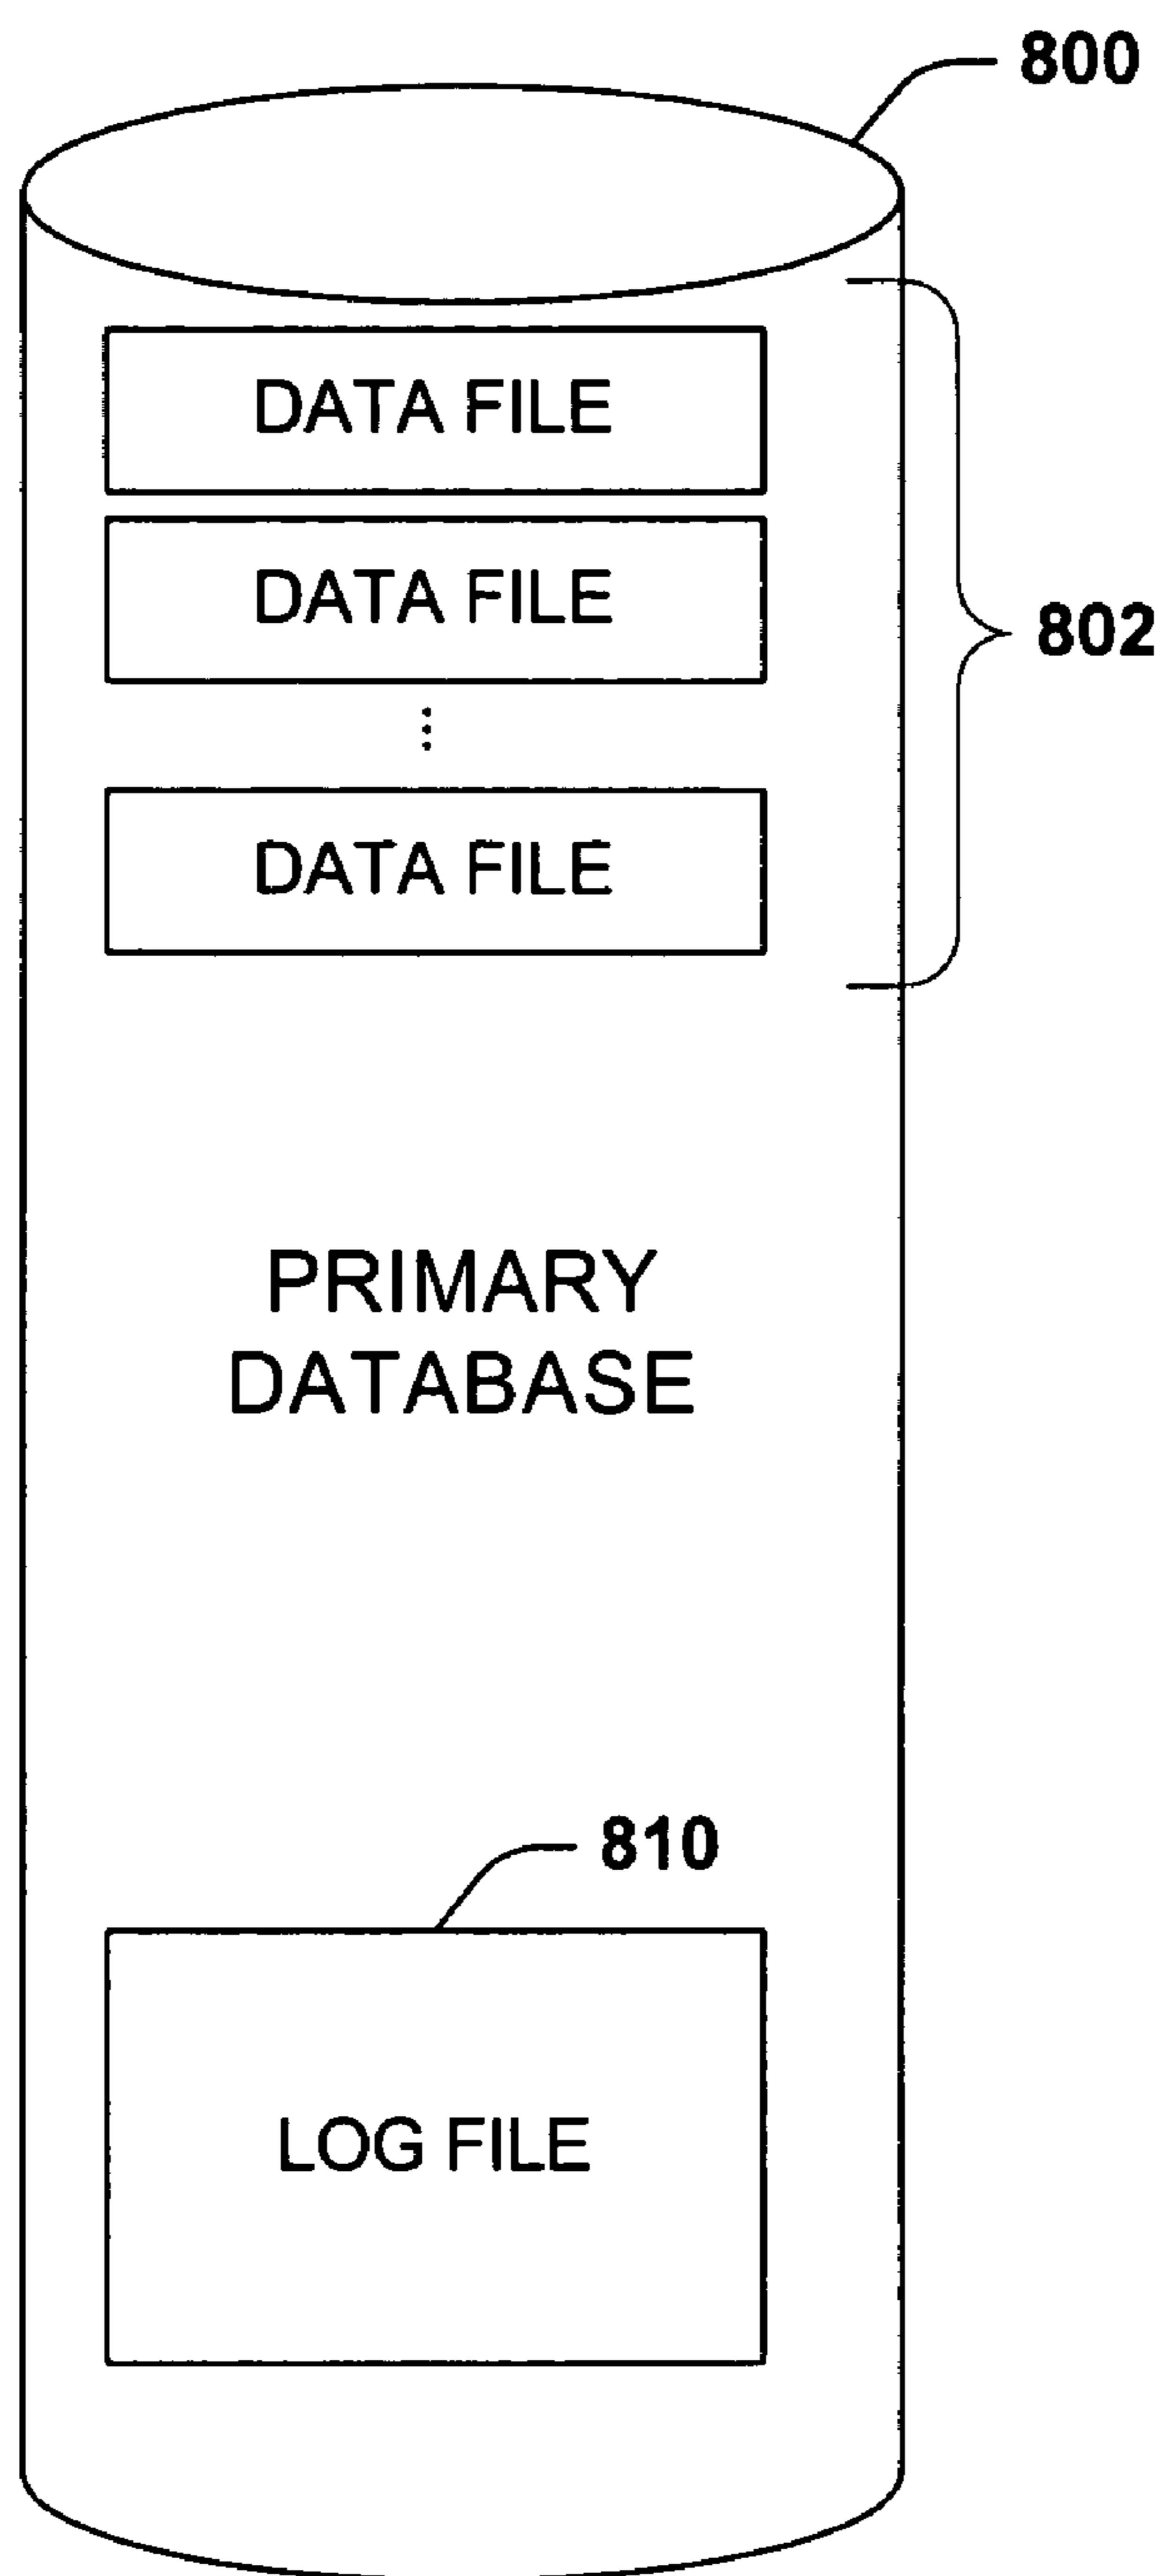 800
DATA FILE
DATA FILE
802
DATA FILE
PRIMARY
DATABASE
810
LOG FILE